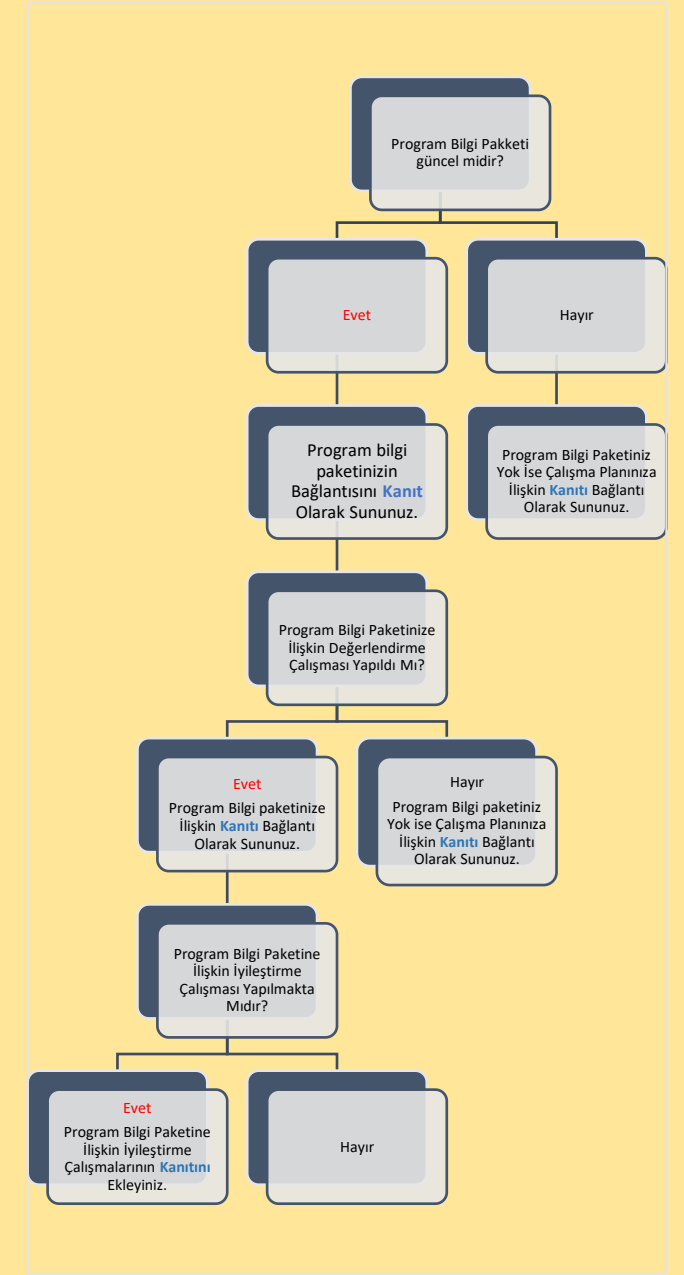 Program Bilgi Pakketi
güncel midir?
Evet
Hayır
Program bilgi
paketinizin
Bağlantısını Kanıt
Olarak Sununuz.
Program Bilgi Paketiniz
Yok İse Çalışma Planınıza
İlişkin Kanıtı Bağlantı
Olarak Sununuz.
Program Bilgi Paketinize
İlişkin Değerlendirme
Çalışması Yapıldı Mı?
Evet
Program Bilgi paketinize
İlişkin Kanıtı Bağlantı
Olarak Sununuz.
Hayır
Program Bilgi paketiniz
Yok ise Çalışma Planınıza
İlişkin Kanıtı Bağlantı
Olarak Sununuz.
Program Bilgi Paketine
İlişkin İyileştirme
Çalışması Yapılmakta
Mıdır?
Evet
Program Bilgi Paketine
İlişkin İyileştirme
Çalışmalarının Kanıtını
Ekleyiniz.
Hayır